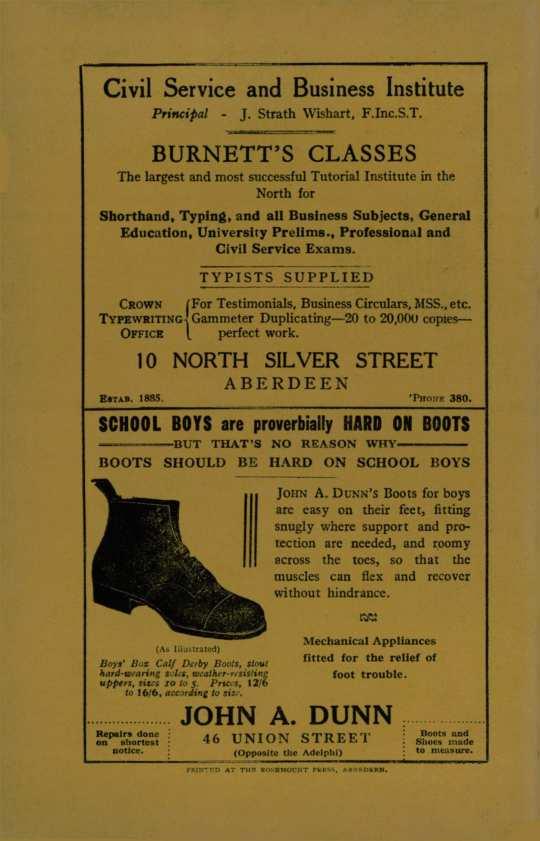 Civil Service and Business Institute
Principal - J. Strath Wishart, F.Inc.S.T.
BURNETT'S CLASSES
The largest and most successful Tutorial Institute in the
North for
Shorthand, Typing, and all Business Subjects, General
Education, University Prelims., Professional and
Civil Service Exams.
TYPISTS SUPPLIED
CROWN
TYPEWRITING
OFFICE
For Testimonials, Business Circulars, MSS., etc.
Gammeter Duplicating—20 to 20,000 copies—
perfect work.
10 NORTH SILVER STREET
ABERDEEN
ESTAB. 1885.
'PHONE 380.
SCHOOL BOYS are proverbially HARD ON BOOTS
BUT THAT'S NO REASON WHY
BOOTS SHOULD BE HARD ON SCHOOL BOYS
JOHN A. DUNN'S Boots for boys
are easy on their feet, fitting
snugly where support and pro-
tection are needed, and roomy
across the toes, so that the
muscles can flex and recover
without hindrance.
(As Illustrated)
Boys' Box Calf Derby Boots, stout
hard-wearing soles, weather-resisting
uppers, sizes 10 to 5. Prices, 12/6
to 16/6, according to size.
Mechanical Appliances
fitted for the relief of
foot trouble.
JOHN A. DUNN
46 UNION STREET
(Opposite the Adelphi)
Repairs done
on shortest
notice.
Boots and
Shoes made
to measure.
PRINTED AT THE ROSEMOUNT PRESS, ABERDEEN.